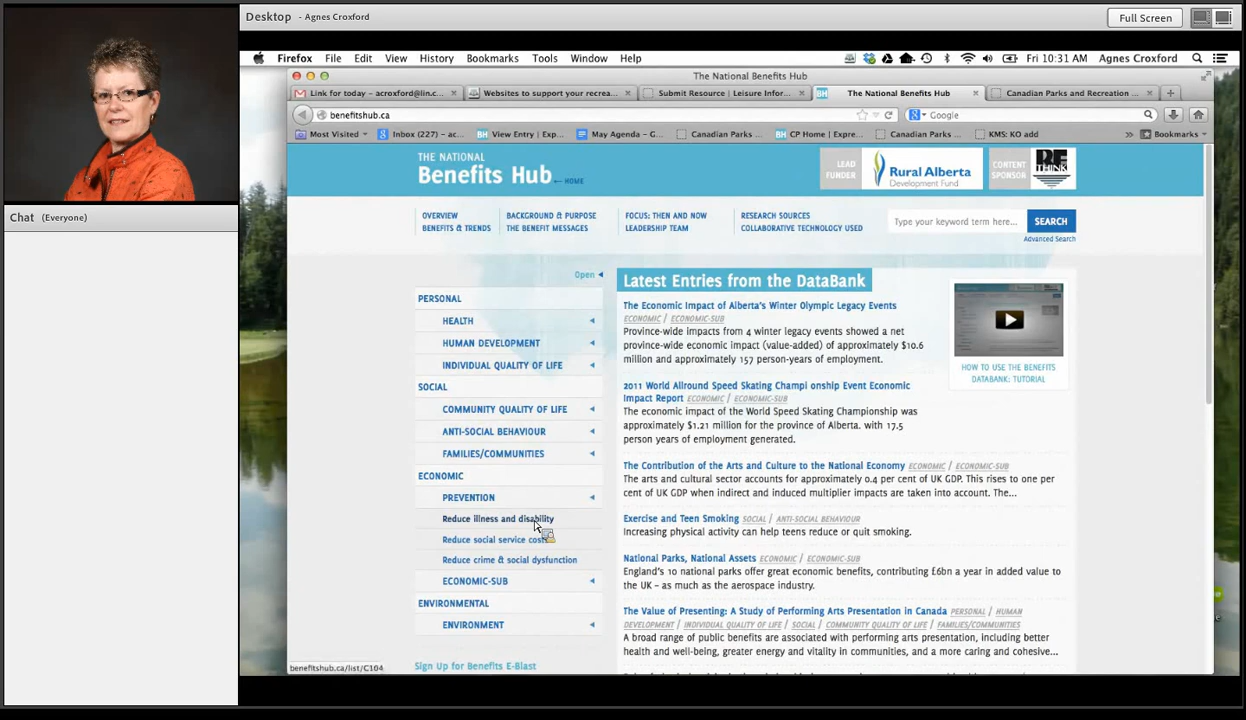 Desktop - Agnes Croxford
Full Screen
Chat (Everyone)
Firefox File Edit View History Bookmarks Tools Window Help
Fri 10:31 AM Agnes Croxford
The National Benefits Hub
Link for today – acroxford@lin.c...
Websites to support your recrea...
Submit Resource | Leisure Infor...
The National Benefits Hub
Canadian Parks and Recreation ...
benefitshub.ca
Google
Most Visited
Inbox (227) – ac...
View Entry | Exp...
May Agenda – G...
Canadian Parks ...
CP Home | Expre...
Canadian Parks ...
KMS: KO add
Bookmarks
THE NATIONAL
Benefits Hub
HOME
LEAD
FUNDER
Rural Alberta
Development Fund
CONTENT
SPONSOR
RETHINK
OVERVIEW
BENEFITS & TRENDS
BACKGROUND & PURPOSE
THE BENEFIT MESSAGES
FOCUS: THEN AND NOW
LEADERSHIP TEAM
RESEARCH SOURCES
COLLABORATIVE TECHNOLOGY USED
Type your keyword term here...
SEARCH
Advanced Search
Open
PERSONAL
HEALTH
HUMAN DEVELOPMENT
INDIVIDUAL QUALITY OF LIFE
SOCIAL
COMMUNITY QUALITY OF LIFE
ANTI-SOCIAL BEHAVIOUR
FAMILIES/COMMUNITIES
ECONOMIC
PREVENTION
Reduce illness and disability
Reduce social service costs
Reduce crime & social dysfunction
ECONOMIC-SUB
ENVIRONMENTAL
ENVIRONMENT
Sign Up for Benefits E-Blast
Latest Entries from the DataBank
The Economic Impact of Alberta's Winter Olympic Legacy Events
ECONOMIC / ECONOMIC-SUB
Province-wide impacts from 4 winter legacy events showed a net
province-wide economic impact (value-added) of approximately $10.6
million and approximately 157 person-years of employment.
2011 World Allround Speed Skating Champi onship Event Economic
Impact Report ECONOMIC / ECONOMIC-SUB
The economic impact of the World Speed Skating Championship was
approximately $1.21 million for the province of Alberta. with 17.5
person years of employment generated.
The Contribution of the Arts and Culture to the National Economy ECONOMIC / ECONOMIC-SUB
The arts and cultural sector accounts for approximately 0.4 per cent of UK GDP. This rises to one per
cent of UK GDP when indirect and induced multiplier impacts are taken into account. The...
Exercise and Teen Smoking SOCIAL / ANTI-SOCIAL BEHAVIOUR
Increasing physical activity can help teens reduce or quit smoking.
National Parks, National Assets ECONOMIC / ECONOMIC-SUB
England's 10 national parks offer great economic benefits, contributing £6bn a year in added value to
the UK – as much as the aerospace industry.
The Value of Presenting: A Study of Performing Arts Presentation in Canada PERSONAL / HUMAN
DEVELOPMENT / INDIVIDUAL QUALITY OF LIFE / SOCIAL / COMMUNITY QUALITY OF LIFE / FAMILIES/COMMUNITIES
A broad range of public benefits are associated with performing arts presentation, including better
health and well-being, greater energy and vitality in communities, and a more caring and cohesive...
HOW TO USE THE BENEFITS
DATABANK: TUTORIAL
benefitshub.ca/list/C104